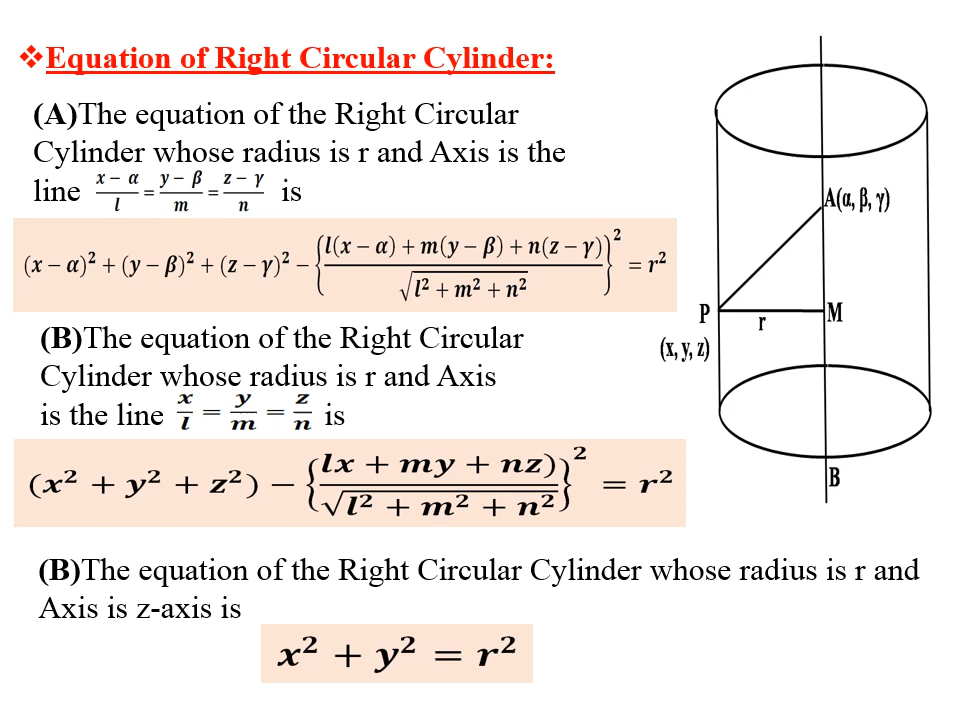 ❖Equation of Right Circular Cylinder:
(A)The equation of the Right Circular
Cylinder whose radius is r and Axis is the
line (x − α)/l = (y − β)/m = (z − γ)/n is
(x − α)² + (y − β)² + (z − γ)² − {(l(x − α) + m(y − β) + n(z − γ))/√(l² + m² + n²)}² = r²
(B)The equation of the Right Circular
Cylinder whose radius is r and Axis
is the line x/l = y/m = z/n is
(x² + y² + z²) − {(lx + my + nz)/√(l² + m² + n²)}² = r²
(B)The equation of the Right Circular Cylinder whose radius is r and
Axis is z-axis is
x² + y² = r²
A(α, β, γ)
P
r
M
(x, y, z)
B